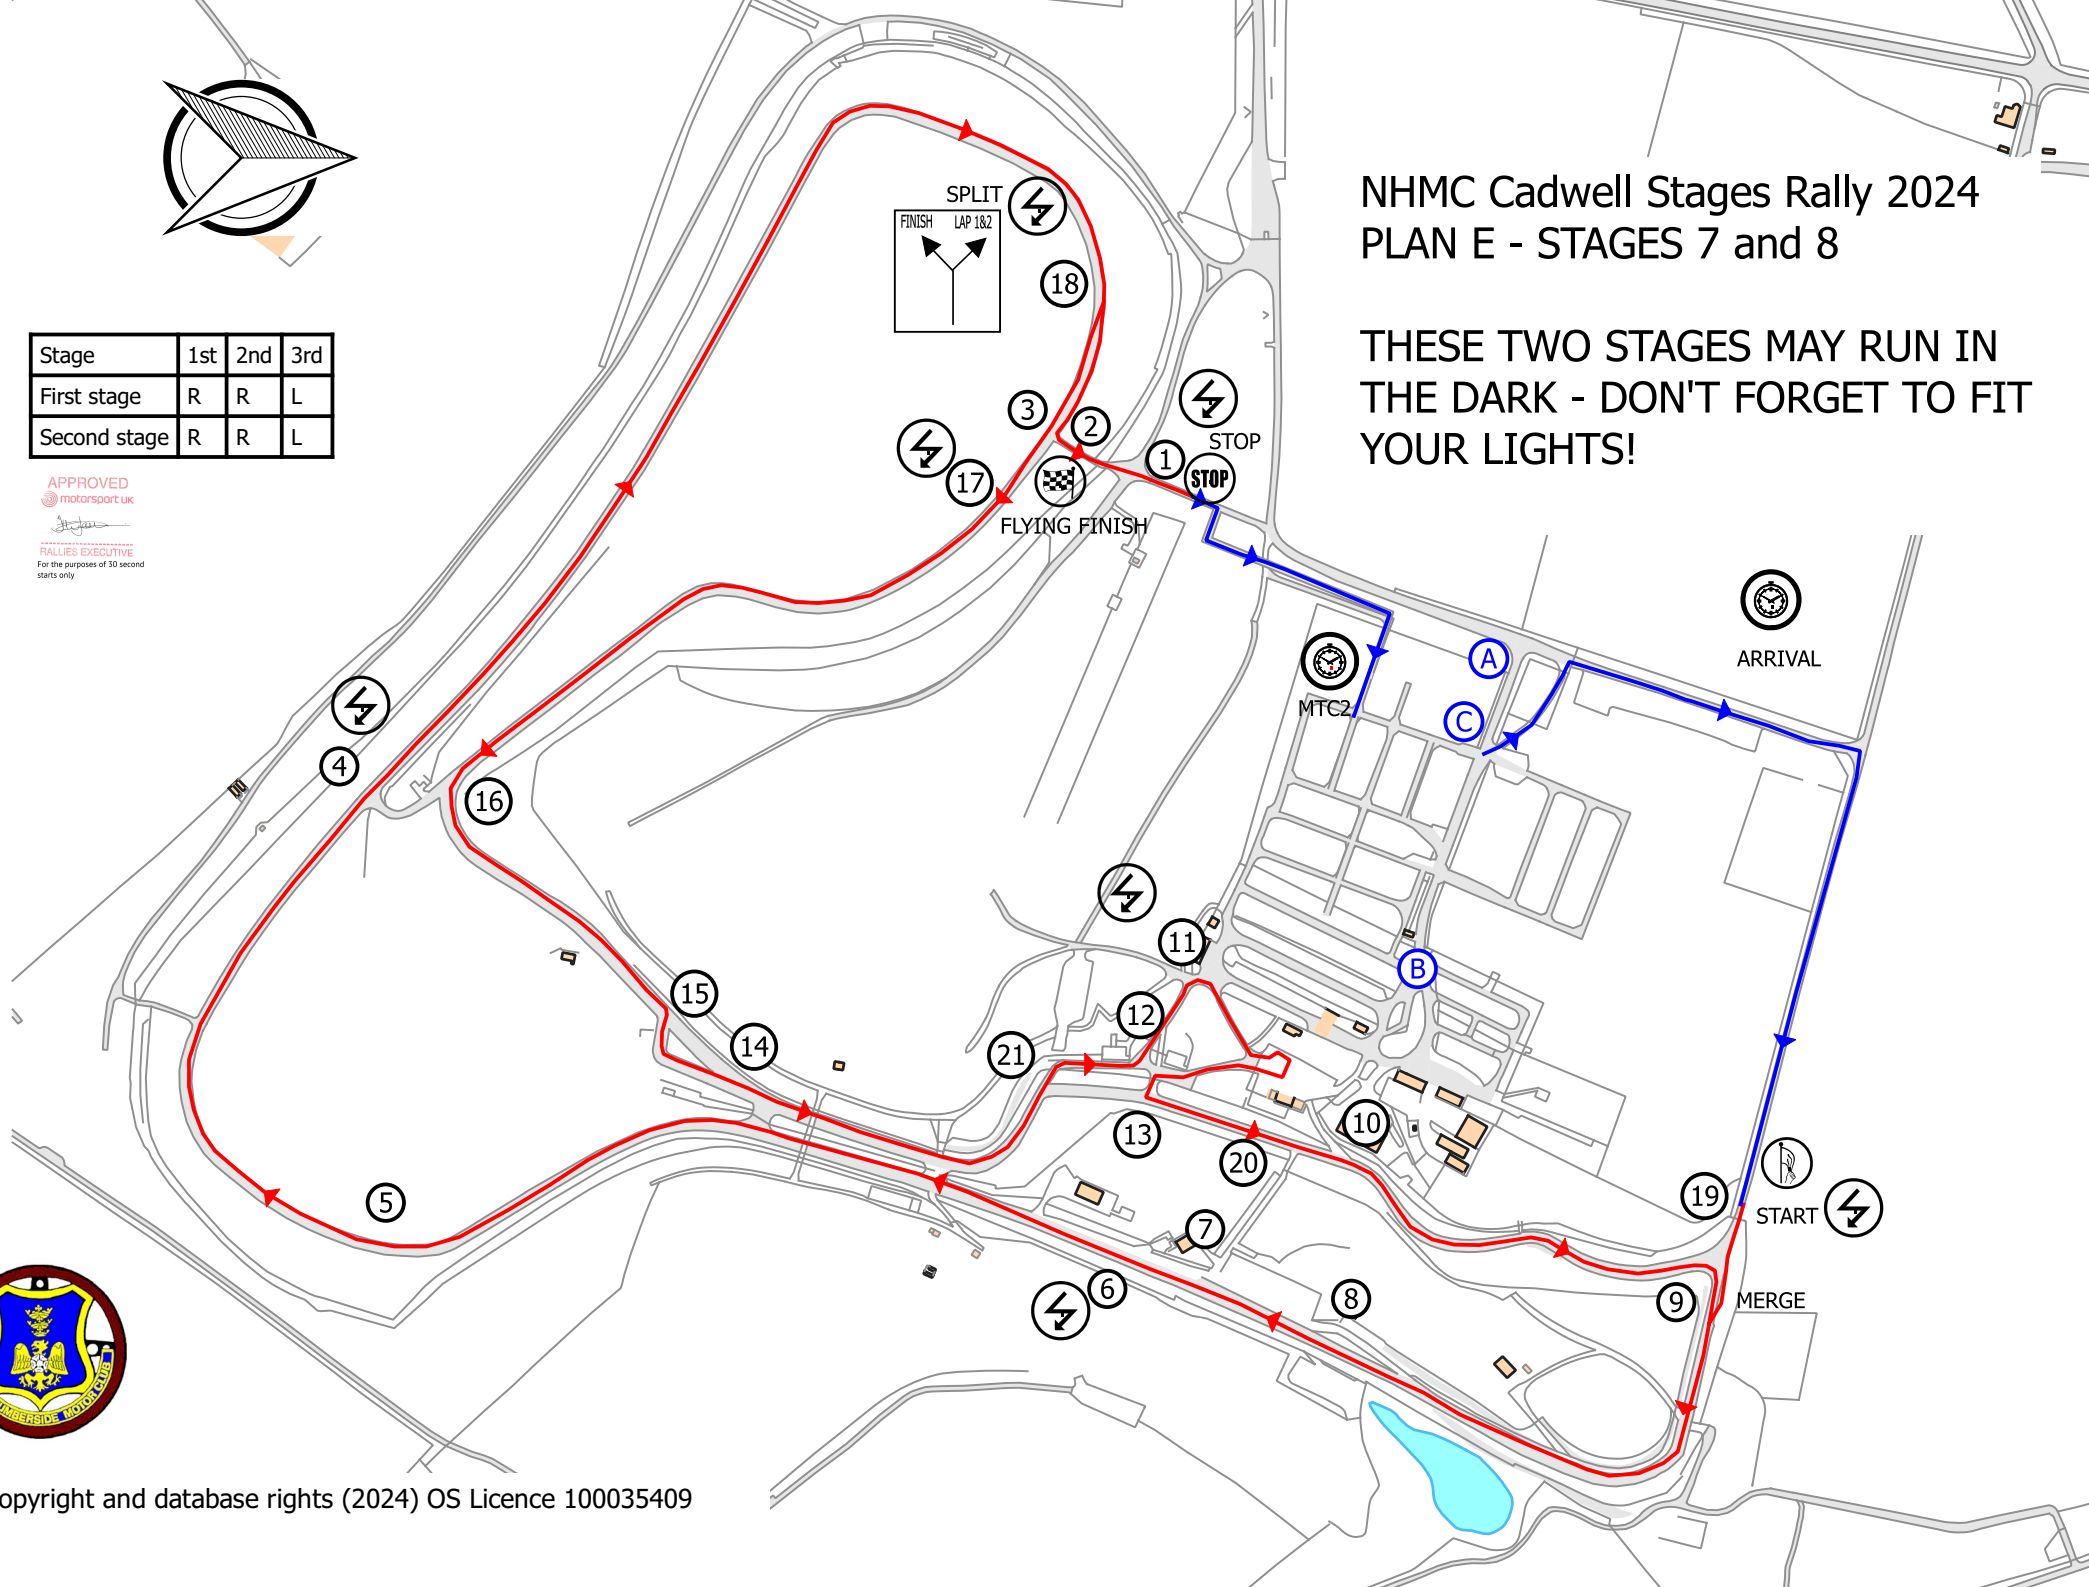 NHMC Cadwell Stages Rally 2024
PLAN E - STAGES 7 and 8
THESE TWO STAGES MAY RUN IN
THE DARK - DON'T FORGET TO FIT
YOUR LIGHTS!
SPLIT
FINISH LAP 1&2
18
Stage 1st 2nd 3rd
First stage R R L
Second stage R R L
APPROVED
motorsport UK
RALLIES EXECUTIVE
For the purposes of 30 second
starts only
3
2
1
STOP
STOP
17
FLYING FINISH
ARRIVAL
A
MTC2
C
4
16
11
B
15
12
14
21
10
13
20
19
START
5
7
6
8
9
MERGE
UMBERSIDE MOTOR CLUB
opyright and database rights (2024) OS Licence 100035409